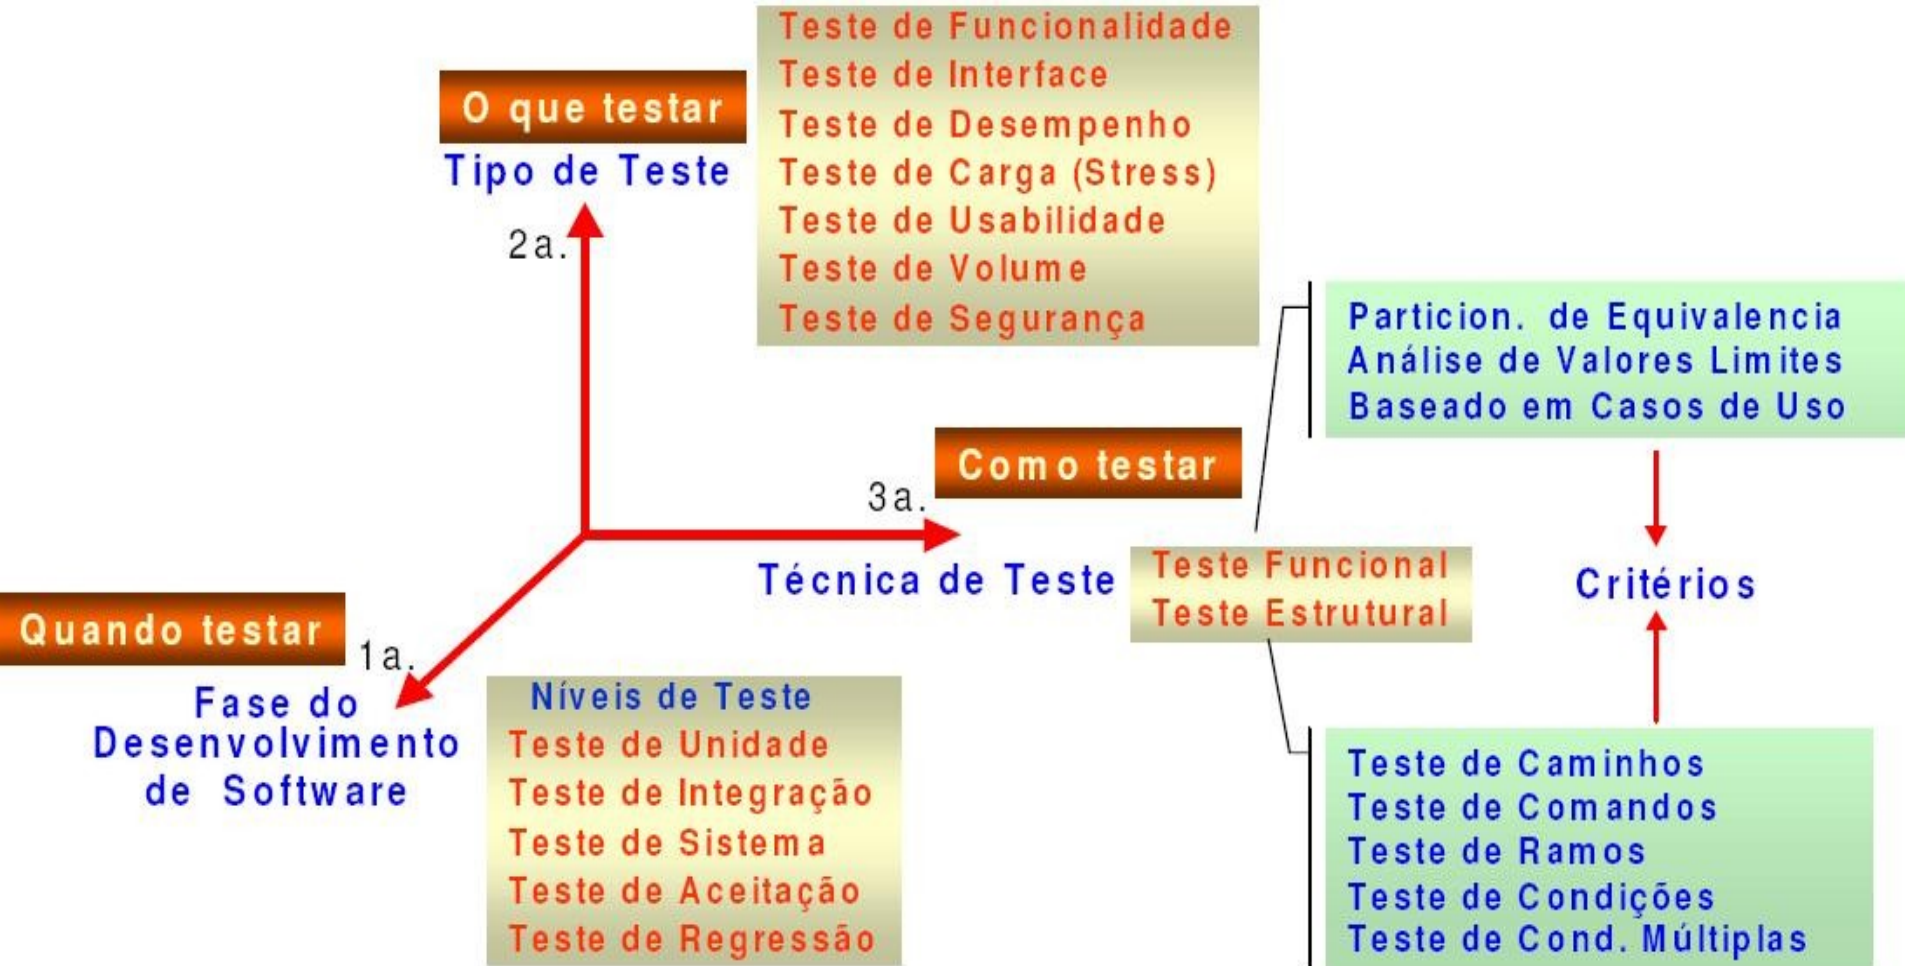 O que testar
Tipo de Teste
2a.
Teste de Funcionalidade
Teste de Interface
Teste de Desempenho
Teste de Carga (Stress)
Teste de Usabilidade
Teste de Volume
Teste de Segurança
Como testar
3a.
Técnica de Teste
Teste Funcional
Teste Estrutural
Particion. de Equivalencia
Análise de Valores Limites
Baseado em Casos de Uso
Critérios
Teste de Caminhos
Teste de Comandos
Teste de Ramos
Teste de Condições
Teste de Cond. Múltiplas
Quando testar
1a.
Fase do
Desenvolvimento
de Software
Níveis de Teste
Teste de Unidade
Teste de Integração
Teste de Sistema
Teste de Aceitação
Teste de Regressão